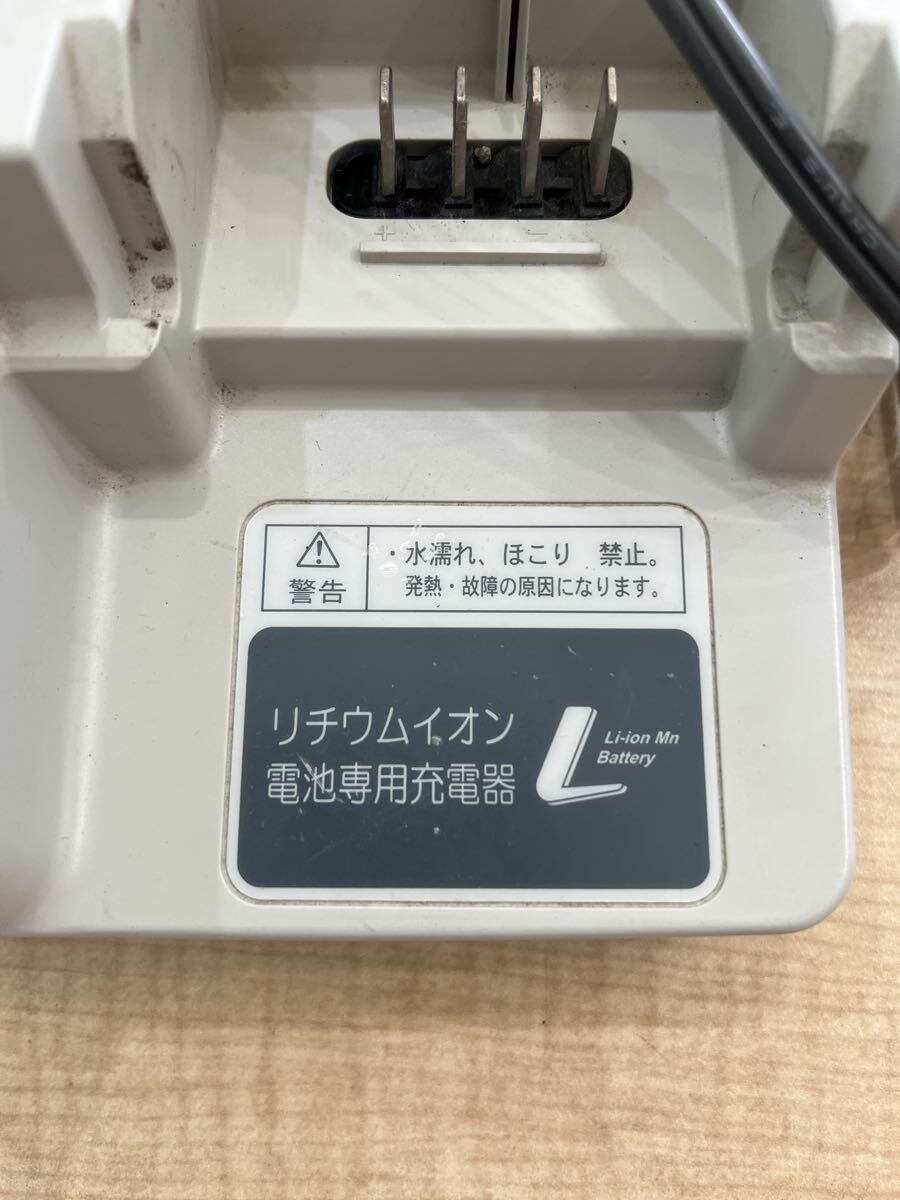 + −
警告
・水濡れ、ほこり　禁止。
発熱・故障の原因になります。
リチウムイオン
電池専用充電器
Li-ion Mn
Battery